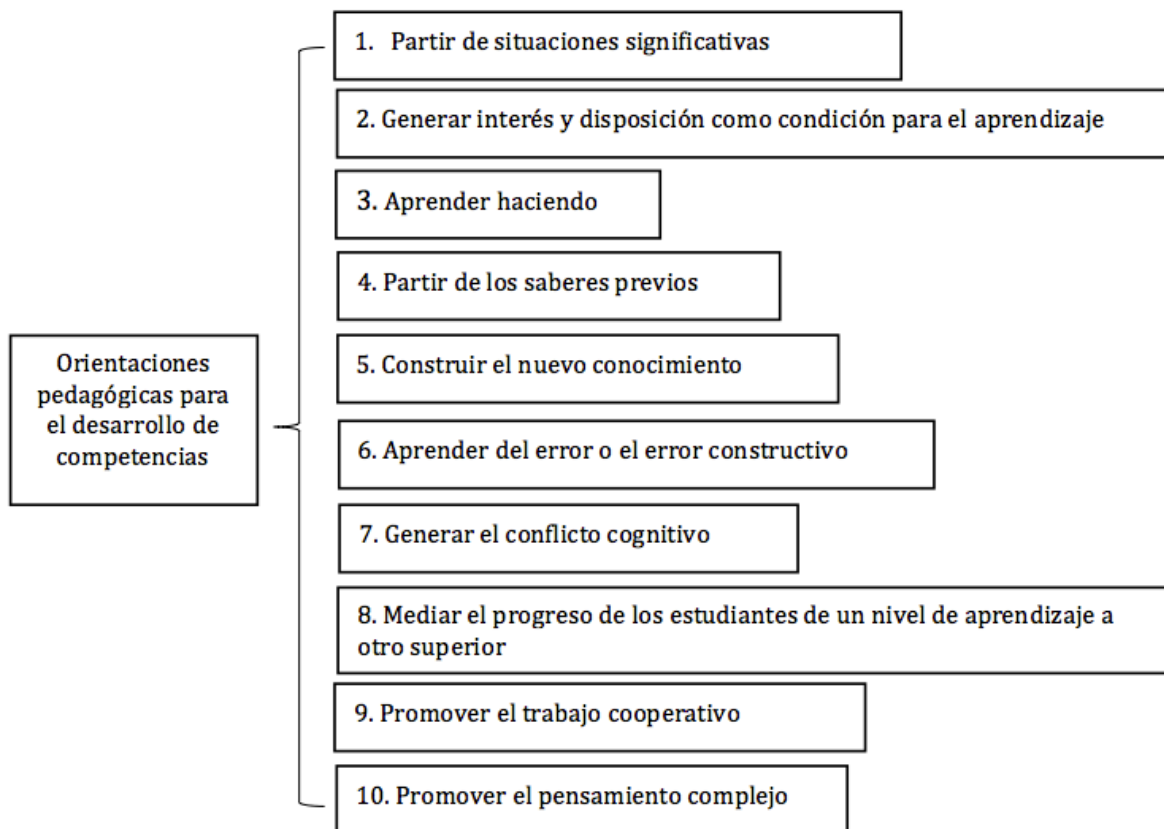 1. Partir de situaciones significativas
2. Generar interés y disposición como condición para el aprendizaje
3. Aprender haciendo
4. Partir de los saberes previos
5. Construir el nuevo conocimiento
6. Aprender del error o el error constructivo
7. Generar el conflicto cognitivo
8. Mediar el progreso de los estudiantes de un nivel de aprendizaje a
otro superior
9. Promover el trabajo cooperativo
10. Promover el pensamiento complejo
Orientaciones
pedagógicas para
el desarrollo de
competencias